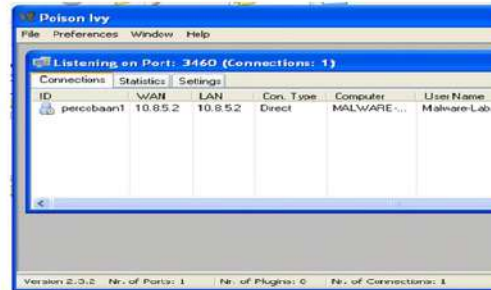 Poison Ivy
File Preferences Window Help
Listening on Port: 3460 (Connections: 1)
Connections Statistics Settings
ID WAN LAN Con. Type Computer User Name
percobaan1 10.8.5.2 10.8.5.2 Direct MALWARE-... Malware-Lab
Version 2.3.2 Nr. of Ports: 1 Nr. of Plugins: 0 Nr. of Connections: 1